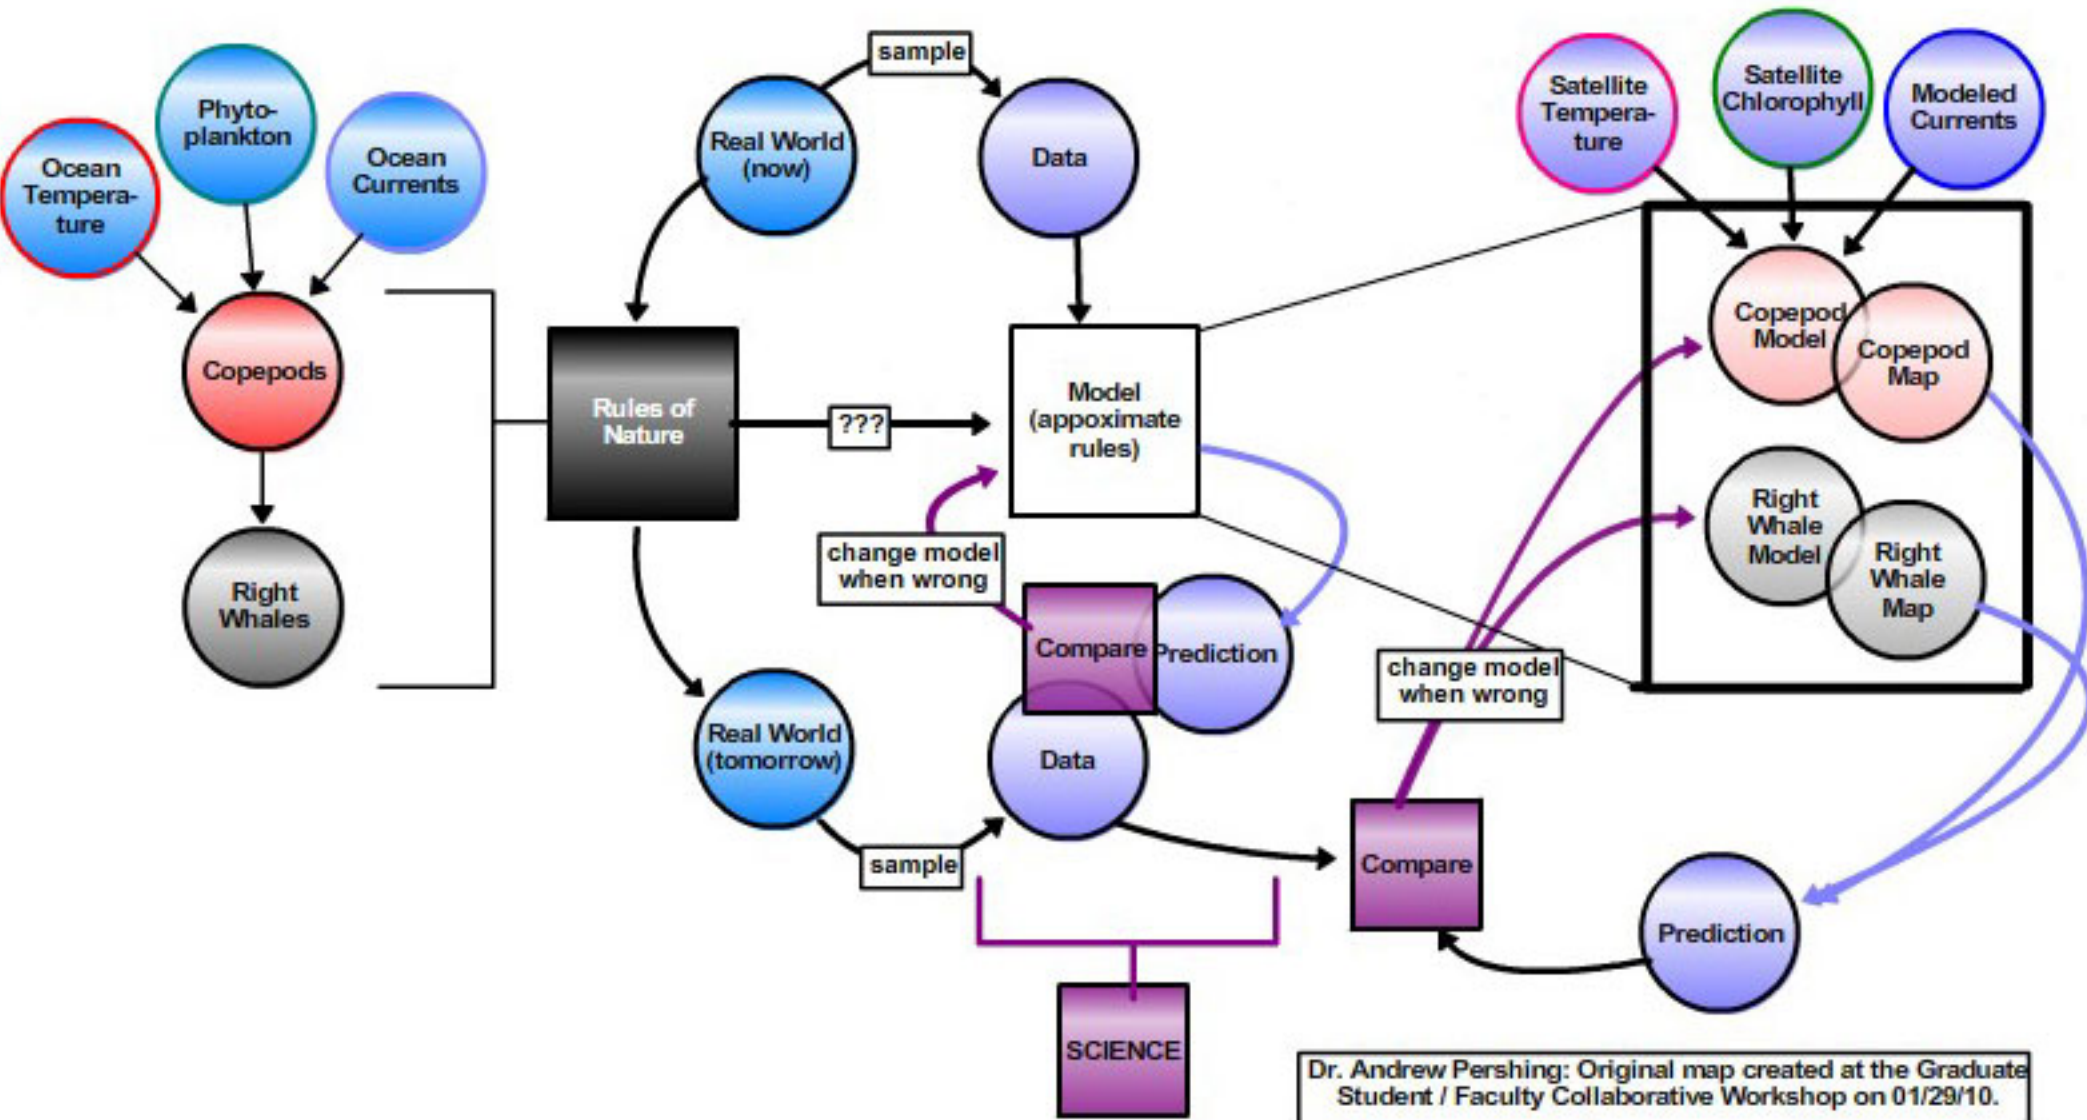 Ocean
Tempera-
ture
Phyto-
plankton
Ocean
Currents
Copepods
Right
Whales
Rules of
Nature
Real World
(now)
sample
Data
???
Model
(appoximate
rules)
change model
when wrong
Compare
Prediction
Real World
(tomorrow)
sample
Data
SCIENCE
Satellite
Tempera-
ture
Satellite
Chlorophyll
Modeled
Currents
Copepod
Model
Copepod
Map
Right
Whale
Model
Right
Whale
Map
change model
when wrong
Compare
Prediction
Dr. Andrew Pershing: Original map created at the Graduate
Student / Faculty Collaborative Workshop on 01/29/10.